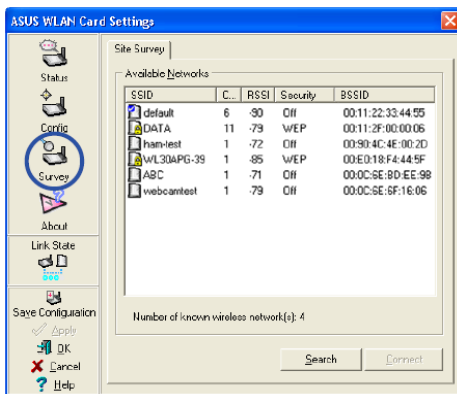 ASUS WLAN Card Settings
Status
Config
Survey
About
Link State
Save Configuration
Apply
OK
Cancel
Help
Site Survey
Available Networks
SSID C... RSSI Security BSSID
default 6 -90 Off 00:11:22:33:44:55
DATA 11 -79 WEP 00:11:2F:00:00:06
ham-test 1 -72 Off 00:90:4C:4E:00:2D
WL30APG-39 1 -85 WEP 00:E0:18:F4:44:5F
ABC 1 -71 Off 00:0C:6E:BD:EE:98
webcamtest 1 -79 Off 00:0C:6E:6F:16:06
Number of known wireless network(s): 4
Search Connect